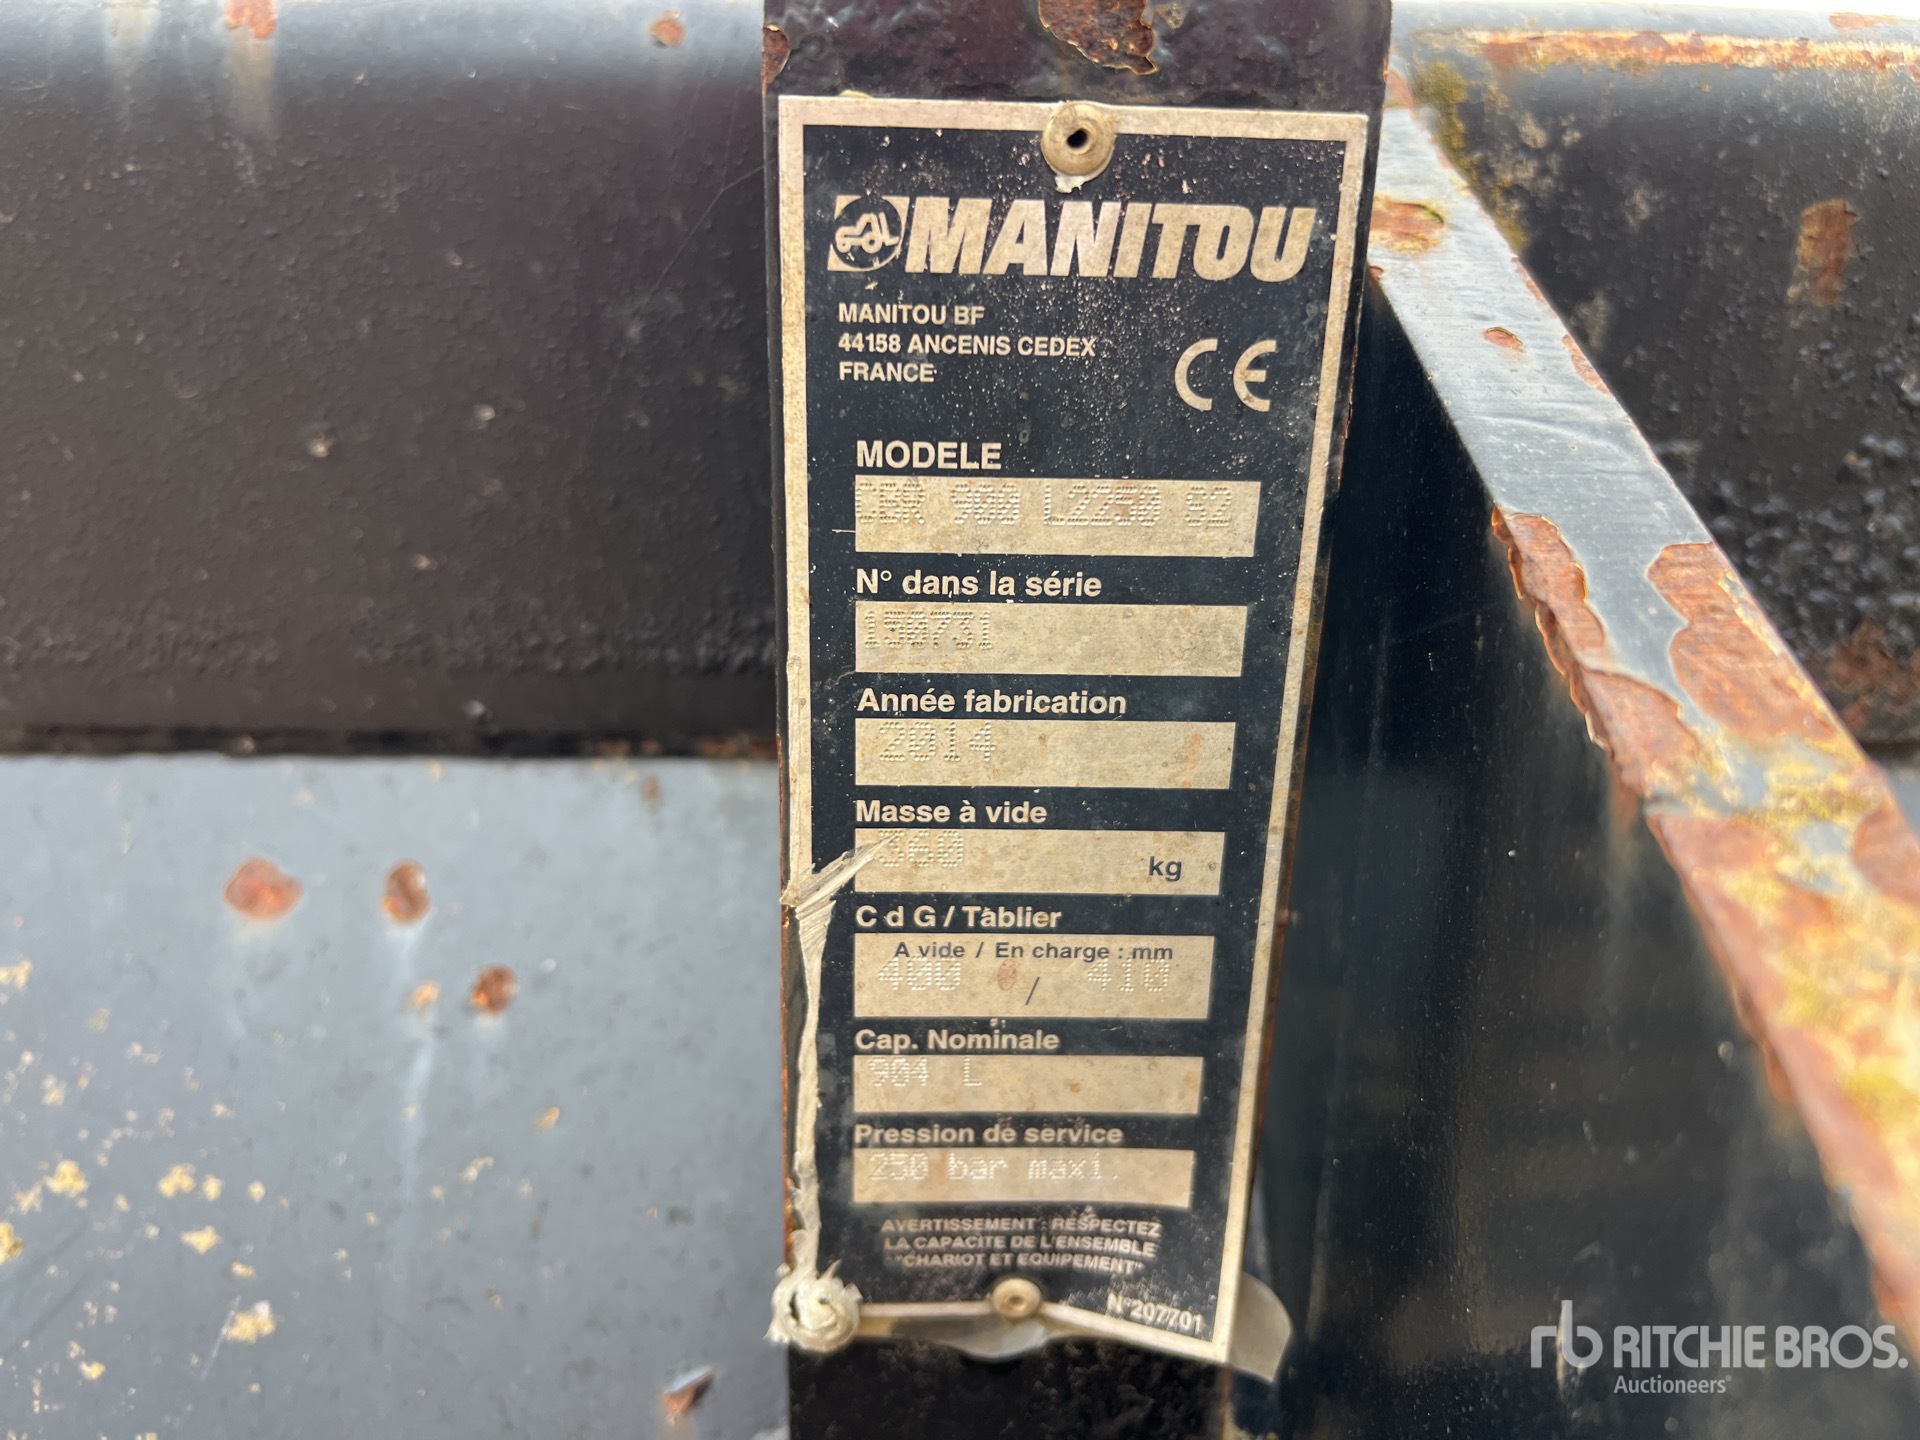 MANITOU
MANITOU BF
44158 ANCENIS CEDEX
FRANCE
CE
MODELE
CBR 900 L2250 S2
N° dans la série
150731
Année fabrication
2014
Masse à vide
360 kg
C d G / Tablier
A vide / En charge : mm
400 / 410
Cap. Nominale
904 L
Pression de service
250 bar maxi.
AVERTISSEMENT : RESPECTEZ
LA CAPACITE DE L'ENSEMBLE
"CHARIOT ET EQUIPEMENT"
N°207701
rb RITCHIE BROS.
Auctioneers